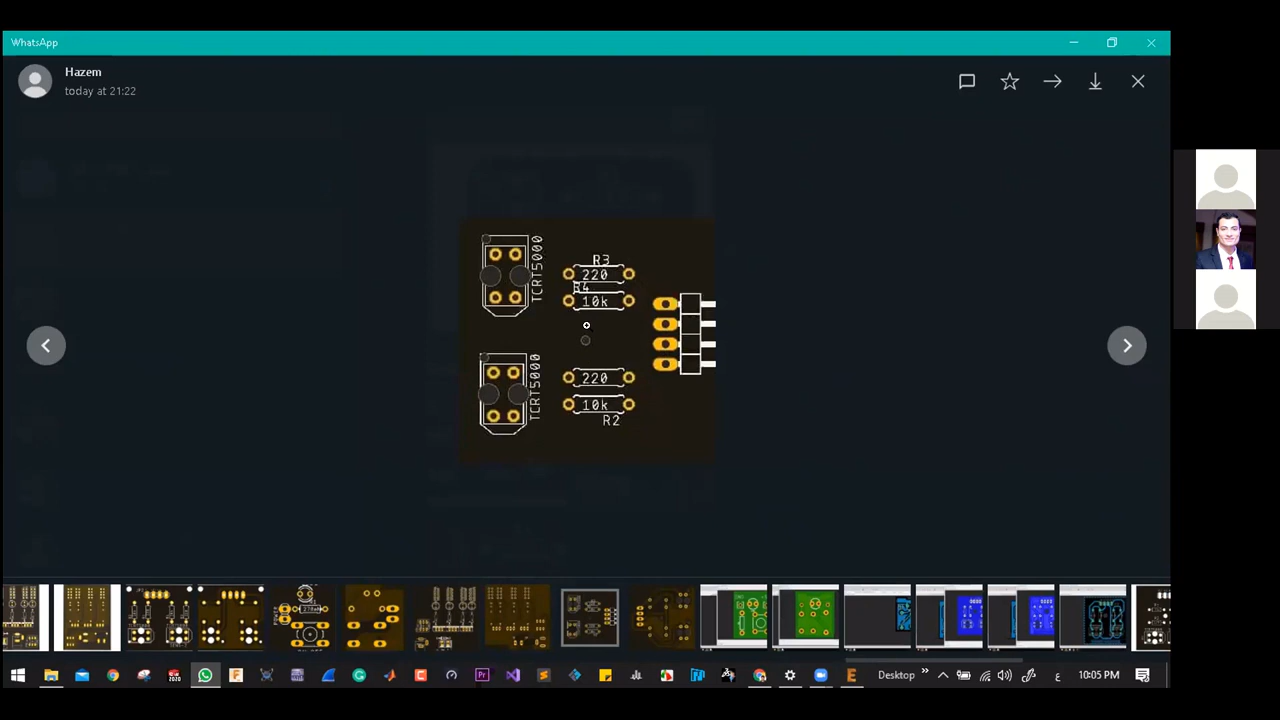 WhatsApp
Hazem
today at 21:22
TCRT5000
R3
220
R4
10k
TCRT5000
220
10k
R2
Desktop
ع
10:05 PM